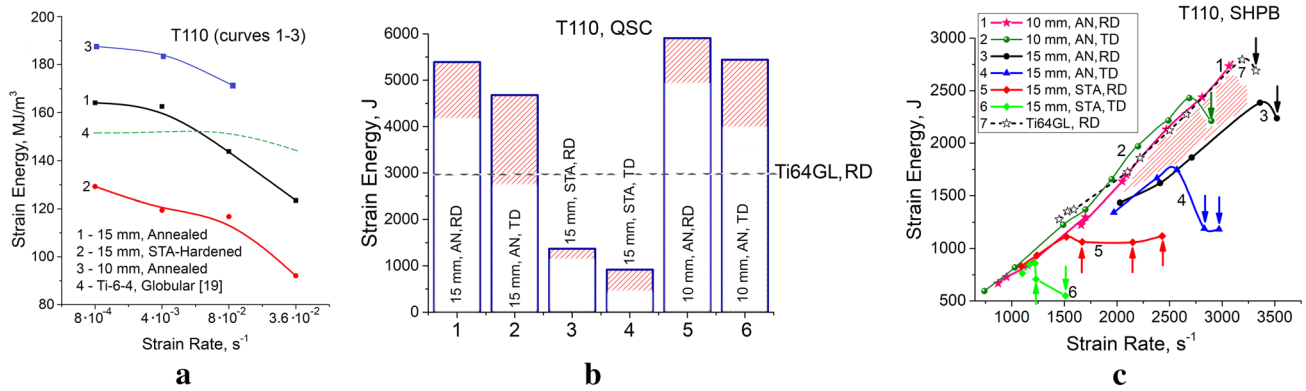 T110 (curves 1-3)
Strain Energy, MJ/m³
200
180
160
140
120
100
80
3
1
4
2
1 - 15 mm, Annealed
2 - 15 mm, STA-Hardened
3 - 10 mm, Annealed
4 - Ti-6-4, Globular [19]
8·10⁻⁴ 4·10⁻³ 8·10⁻² 3.6·10⁻²
Strain Rate, s⁻¹
a
T110, QSC
Strain Energy, J
6000
5000
4000
3000
2000
1000
0
15 mm, AN,RD
15 mm, AN, TD
15 mm, STA, RD
15 mm, STA, TD
10 mm, AN,RD
10 mm, AN, TD
Ti64GL,RD
1 2 3 4 5 6
b
T110, SHPB
Strain Energy, J
3000
2500
2000
1500
1000
500
1 10 mm, AN,RD
2 10 mm, AN,TD
3 15 mm, AN,RD
4 15 mm, AN,TD
5 15 mm, STA,RD
6 15 mm, STA,TD
7 Ti64GL, RD
1
7
2
3
4
5
6
1000 1500 2000 2500 3000 3500
Strain Rate, s⁻¹
c